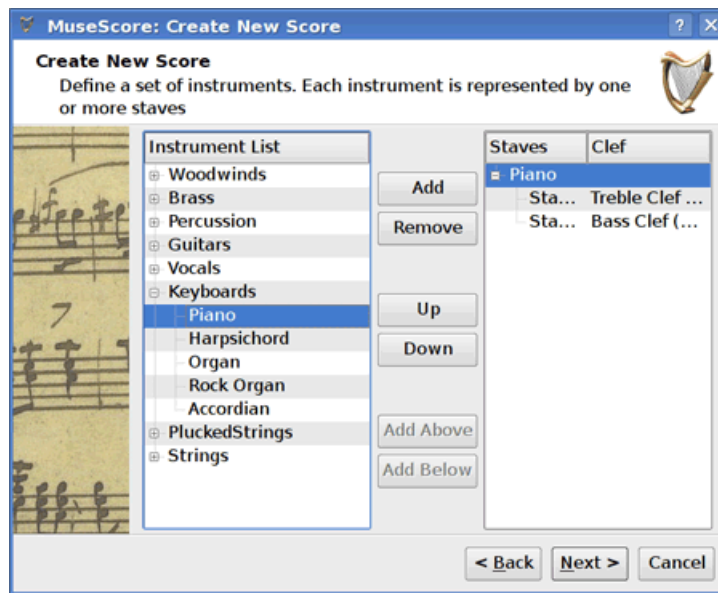 MuseScore: Create New Score
Create New Score
Define a set of instruments. Each instrument is represented by one
or more staves
Instrument List
Woodwinds
Brass
Percussion
Guitars
Vocals
Keyboards
Piano
Harpsichord
Organ
Rock Organ
Accordian
PluckedStrings
Strings
Add
Remove
Up
Down
Add Above
Add Below
Staves Clef
Piano
Sta... Treble Clef ...
Sta... Bass Clef (...
< Back Next > Cancel